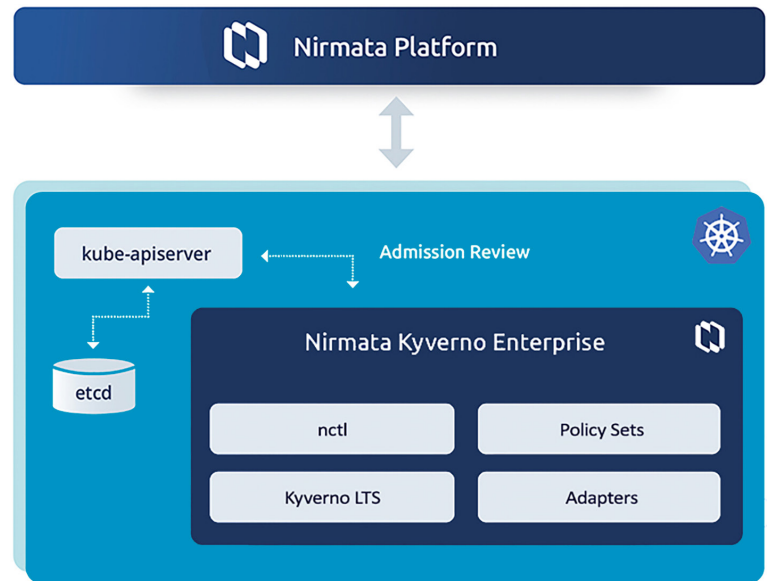 Nirmata Platform
kube-apiserver
Admission Review
Nirmata Kyverno Enterprise
etcd
nctl
Policy Sets
Kyverno LTS
Adapters